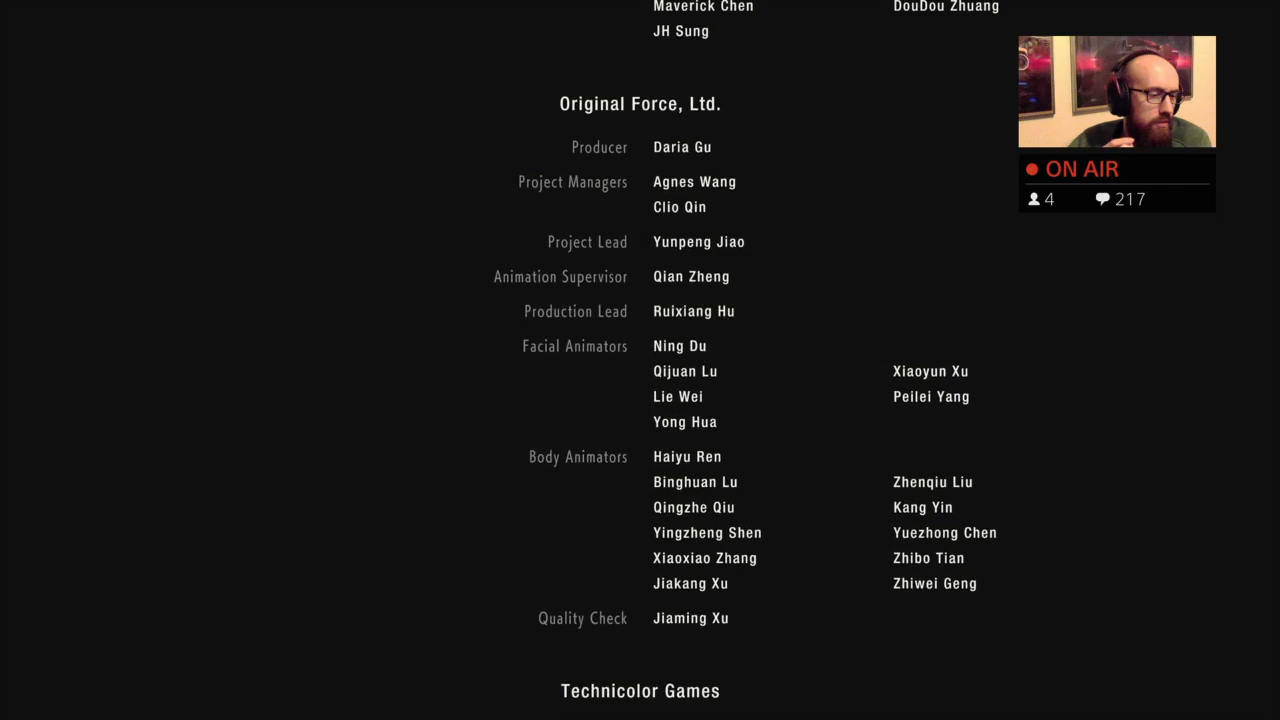 Maverick Chen DouDou Zhuang
JH Sung
Original Force, Ltd.
Producer Daria Gu
Project Managers Agnes Wang
Clio Qin
Project Lead Yunpeng Jiao
Animation Supervisor Qian Zheng
Production Lead Ruixiang Hu
Facial Animators Ning Du
Qijuan Lu Xiaoyun Xu
Lie Wei Peilei Yang
Yong Hua
Body Animators Haiyu Ren
Binghuan Lu Zhenqiu Liu
Qingzhe Qiu Kang Yin
Yingzheng Shen Yuezhong Chen
Xiaoxiao Zhang Zhibo Tian
Jiakang Xu Zhiwei Geng
Quality Check Jiaming Xu
Technicolor Games
ON AIR
4 217